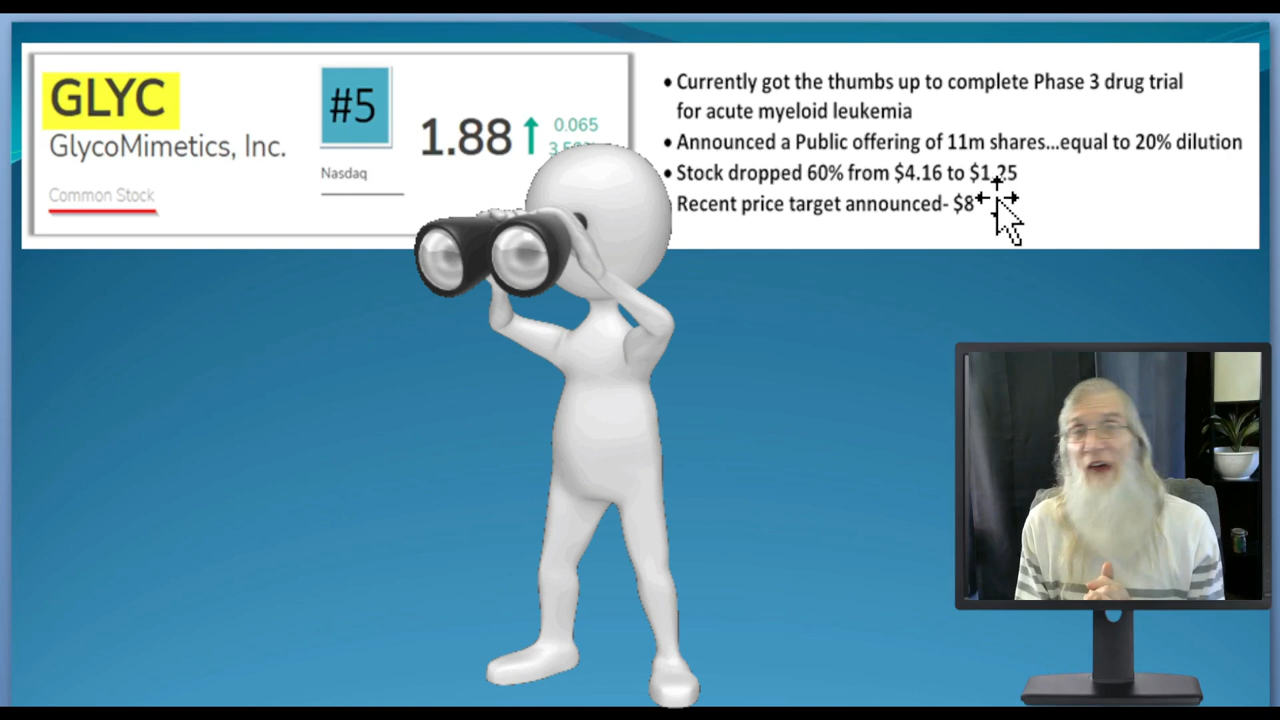 GLYC
GlycoMimetics, Inc.
Common Stock
#5
Nasdaq
1.88
0.065
• Currently got the thumbs up to complete Phase 3 drug trial
for acute myeloid leukemia
• Announced a Public offering of 11m shares...equal to 20% dilution
• Stock dropped 60% from $4.16 to $1.25
Recent price target announced- $8